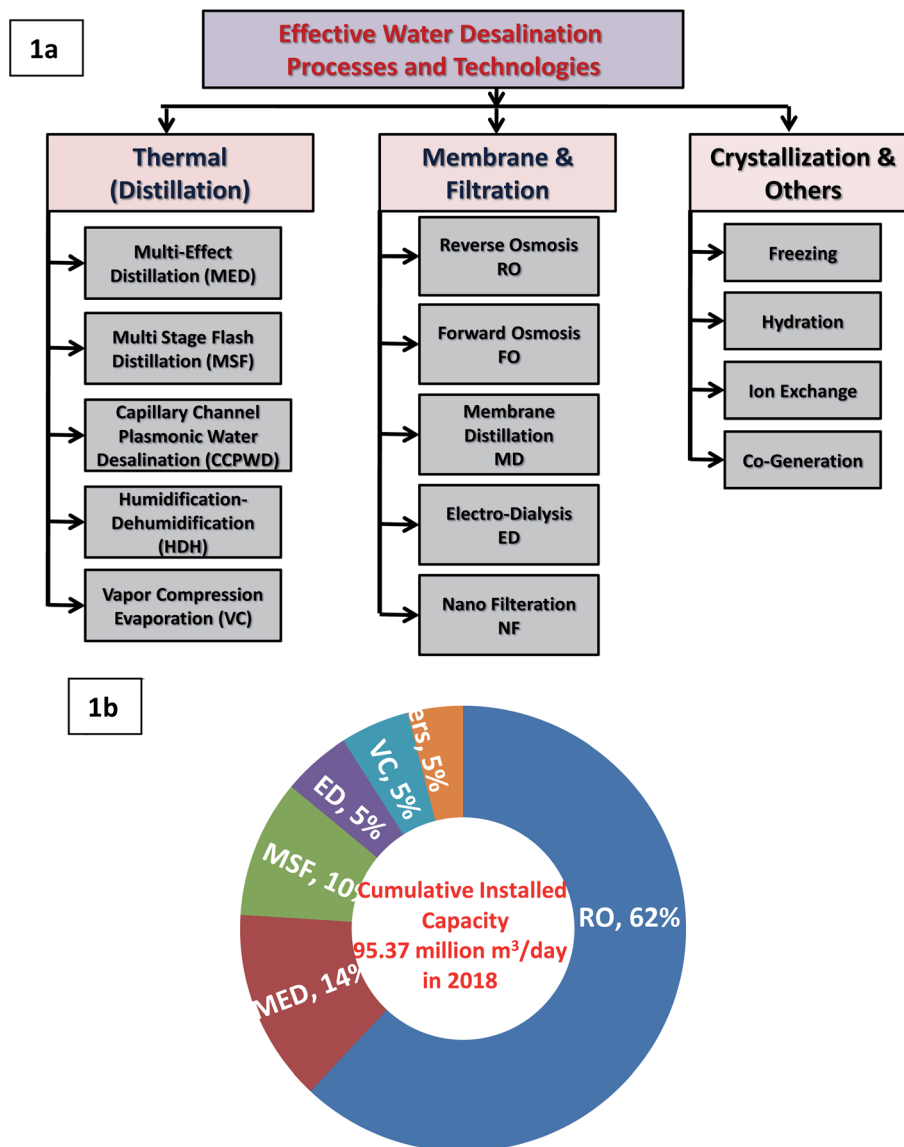 1a
Effective Water Desalination
Processes and Technologies
Thermal
(Distillation)
Multi-Effect
Distillation (MED)
Multi Stage Flash
Distillation (MSF)
Capillary Channel
Plasmonic Water
Desalination (CCPWD)
Humidification-
Dehumidification
(HDH)
Vapor Compression
Evaporation (VC)
Membrane &
Filtration
Reverse Osmosis
RO
Forward Osmosis
FO
Membrane
Distillation
MD
Electro-Dialysis
ED
Nano Filteration
NF
Crystallization &
Others
Freezing
Hydration
Ion Exchange
Co-Generation
1b
RO, 62%
MED, 14%
MSF, 10%
ED, 5%
VC, 5%
5%
Cumulative Installed
Capacity
95.37 million m³/day
in 2018